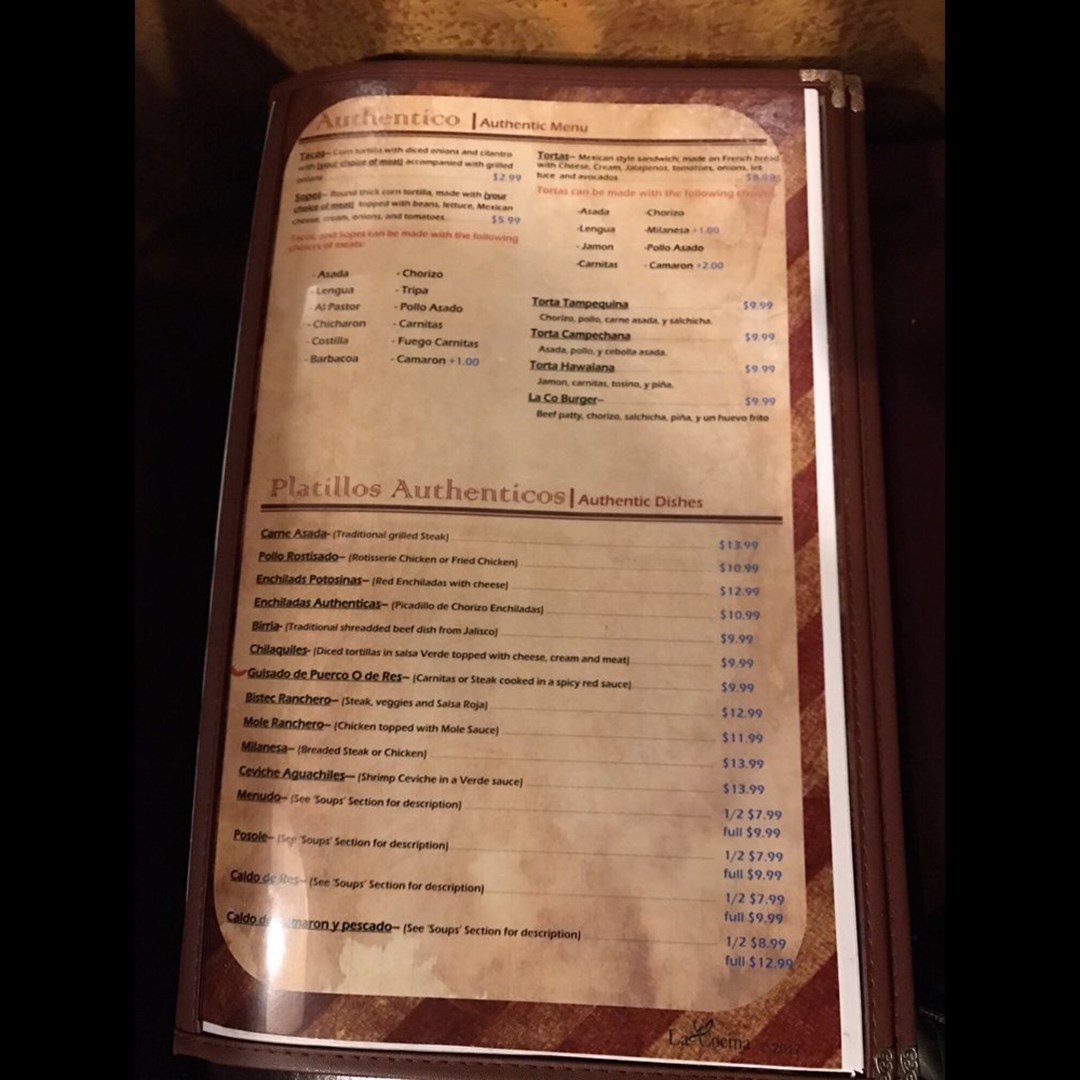 Authentico | Authentic Menu
Tacos– Corn tortilla with diced onions and cilantro
with (your choice of meat) accompanied with grilled
onions $2.99
Sopes– Round thick corn tortilla, made with (your
choice of meat) topped with beans, lettuce, Mexican
cheese, cream, onions, and tomatoes. $5.99
Tacos, and Sopes can be made with the following
choices of meats:
- Asada - Chorizo
- Lengua - Tripa
Al Pastor - Pollo Asado
- Chicharon - Carnitas
- Costilla - Fuego Carnitas
- Barbacoa - Camaron +1.00
Tortas– Mexican style sandwich; made on French bread
with Cheese, Cream, Jalapenos, tomatoes, onions, let
tuce and avocados
Tortas can be made with the following
-Asada -Chorizo
-Lengua -Milanesa +1.00
- Jamon -Pollo Asado
-Carnitas - Camaron +2.00
Torta Tampequina $9.99
Chorizo, pollo, carne asada, y salchicha.
Torta Campechana $9.99
Asada, pollo, y cebolla asada.
Torta Hawaiana $9.99
Jamon, carnitas, tosino, y piña.
La Co Burger– $9.99
Beef patty, chorizo, salchicha, piña, y un huevo frito
Platillos Authenticos | Authentic Dishes
Carne Asada- (Traditional grilled Steak) $13.99
Pollo Rostisado– (Rotisserie Chicken or Fried Chicken) $10.99
Enchilads Potosinas– (Red Enchiladas with cheese) $12.99
Enchiladas Authenticas– (Picadillo de Chorizo Enchiladas) $10.99
Birria- (Traditional shreadded beef dish from Jalisco) $9.99
Chilaquiles- (Diced tortillas in salsa Verde topped with cheese, cream and meat) $9.99
Guisado de Puerco O de Res– (Carnitas or Steak cooked in a spicy red sauce) $9.99
Bistec Ranchero– (Steak, veggies and Salsa Roja) $12.99
Mole Ranchero– (Chicken topped with Mole Sauce) $11.99
Milanesa– (Breaded Steak or Chicken) $13.99
Ceviche Aguachiles– (Shrimp Ceviche in a Verde sauce) $13.99
Menudo– (See 'Soups' Section for description) 1/2 $7.99
full $9.99
Posole– (See 'Soups' Section for description) 1/2 $7.99
full $9.99
Caldo de Res– (See 'Soups' Section for description) 1/2 $7.99
full $9.99
Caldo de Camaron y pescado– (See 'Soups' Section for description) 1/2 $8.99
full $12.99
La Cocina © 2017